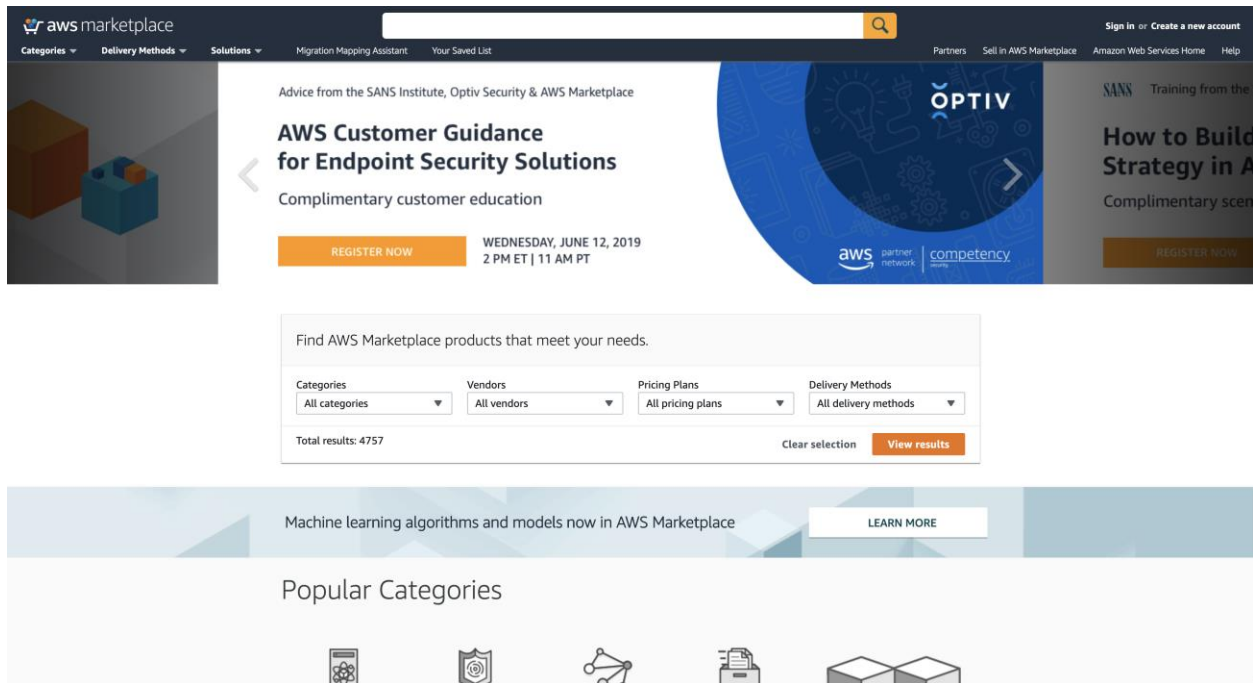 aws marketplace
Sign in or Create a new account
Categories
Delivery Methods
Solutions
Migration Mapping Assistant
Your Saved List
Partners
Sell in AWS Marketplace
Amazon Web Services Home
Help
Advice from the SANS Institute, Optiv Security & AWS Marketplace
AWS Customer Guidance
for Endpoint Security Solutions
Complimentary customer education
REGISTER NOW
WEDNESDAY, JUNE 12, 2019
2 PM ET | 11 AM PT
OPTIV
aws partner network | competency
security
SANS Training from the
How to Build
Strategy in A
Complimentary scen
REGISTER NOW
Find AWS Marketplace products that meet your needs.
Categories
All categories
Vendors
All vendors
Pricing Plans
All pricing plans
Delivery Methods
All delivery methods
Total results: 4757
Clear selection
View results
Machine learning algorithms and models now in AWS Marketplace
LEARN MORE
Popular Categories